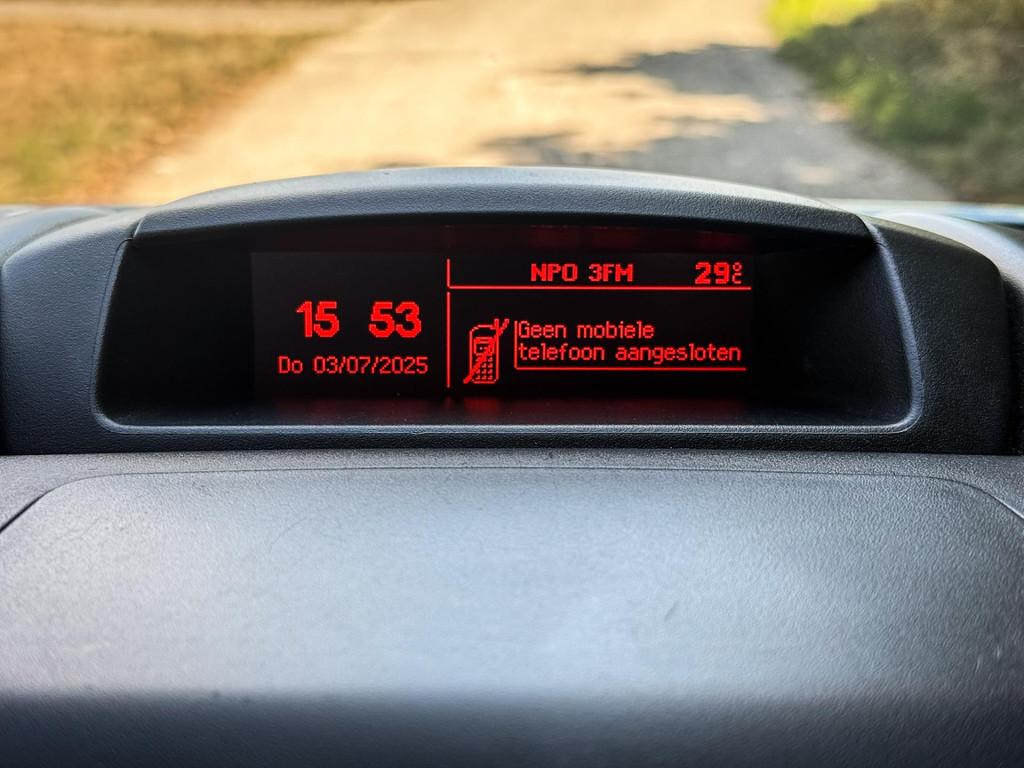 15 53
Do 03/07/2025
NPO 3FM 29°C
Geen mobiele
telefoon aangesloten